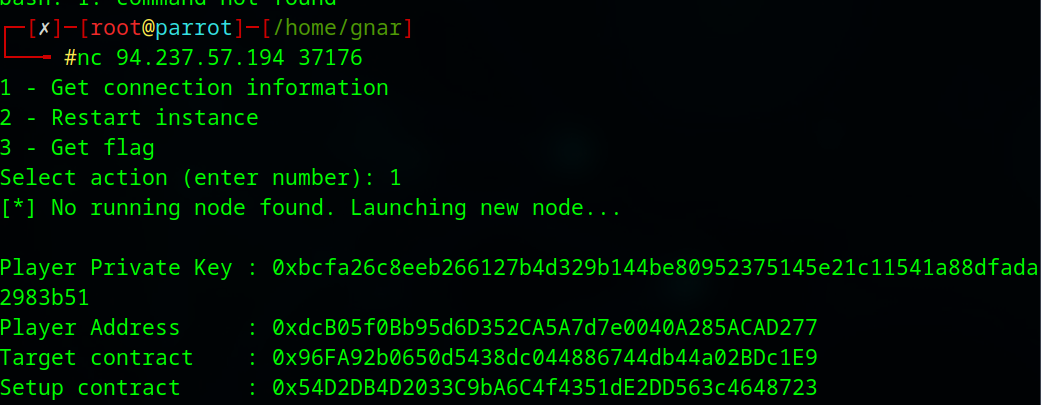 bash: 1: command not found
┌─[✗]─[root@parrot]─[/home/gnar]
└──╼ #nc 94.237.57.194 37176
1 - Get connection information
2 - Restart instance
3 - Get flag
Select action (enter number): 1
[*] No running node found. Launching new node...
Player Private Key : 0xbcfa26c8eeb266127b4d329b144be80952375145e21c11541a88dfada
2983b51
Player Address     : 0xdcB05f0Bb95d6D352CA5A7d7e0040A285ACAD277
Target contract    : 0x96FA92b0650d5438dc044886744db44a02BDc1E9
Setup contract     : 0x54D2DB4D2033C9bA6C4f4351dE2DD563c4648723